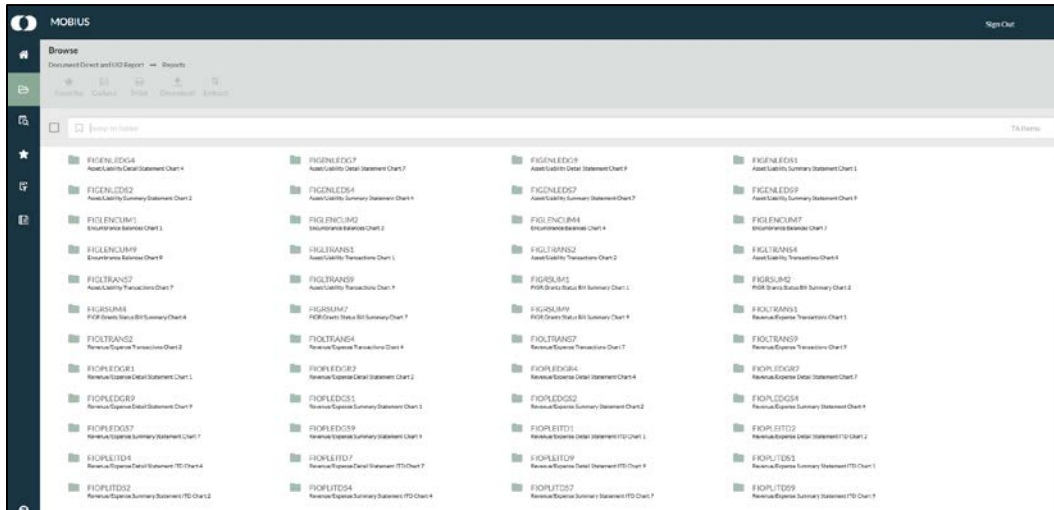 MOBIUS
Sign Out
Browse
Document Direct and UI2 Report → Reports
Favorite Collect Print Download Extract
Jump to folder
76 Items
FIGENLEDG4 FIGENLEDG7 FIGENLEDG9 FIGENLEDS1
Asset/Liability Detail Statement Chart 4 Asset/Liability Detail Statement Chart 7 Asset/Liability Detail Statement Chart 9 Asset/Liability Summary Statement Chart 1
FIGENLEDS2 FIGENLEDS4 FIGENLEDS7 FIGENLEDS9
Asset/Liability Summary Statement Chart 2 Asset/Liability Summary Statement Chart 4 Asset/Liability Summary Statement Chart 7 Asset/Liability Summary Statement Chart 9
FIGLENCUM1 FIGLENCUM2 FIGLENCUM4 FIGLENCUM7
Encumbrance Balances Chart 1 Encumbrance Balances Chart 2 Encumbrance Balances Chart 4 Encumbrance Balances Chart 7
FIGLENCUM9 FIGLTRANS1 FIGLTRANS2 FIGLTRANS4
Encumbrance Balances Chart 9 Asset/Liability Transactions Chart 1 Asset/Liability Transactions Chart 2 Asset/Liability Transactions Chart 4
FIGLTRANS7 FIGLTRANS9 FIGRSUM1 FIGRSUM2
Asset/Liability Transactions Chart 7 Asset/Liability Transactions Chart 9 FIGR Grants Status Bill Summary Chart 1 FIGR Grants Status Bill Summary Chart 2
FIGRSUM4 FIGRSUM7 FIGRSUM9 FIOLTRANS1
FIGR Grants Status Bill Summary Chart 4 FIGR Grants Status Bill Summary Chart 7 FIGR Grants Status Bill Summary Chart 9 Revenue/Expense Transactions Chart 1
FIOLTRANS2 FIOLTRANS4 FIOLTRANS7 FIOLTRANS9
Revenue/Expense Transactions Chart 2 Revenue/Expense Transactions Chart 4 Revenue/Expense Transactions Chart 7 Revenue/Expense Transactions Chart 9
FIOPLEDGR1 FIOPLEDGR2 FIOPLEDGR4 FIOPLEDGR7
Revenue/Expense Detail Statement Chart 1 Revenue/Expense Detail Statement Chart 2 Revenue/Expense Detail Statement Chart 4 Revenue/Expense Detail Statement Chart 7
FIOPLEDGR9 FIOPLEDGS1 FIOPLEDGS2 FIOPLEDGS4
Revenue/Expense Detail Statement Chart 9 Revenue/Expense Summary Statement Chart 1 Revenue/Expense Summary Statement Chart 2 Revenue/Expense Summary Statement Chart 4
FIOPLEDGS7 FIOPLEDGS9 FIOPLEITD1 FIOPLEITD2
Revenue/Expense Summary Statement Chart 7 Revenue/Expense Summary Statement Chart 9 Revenue/Expense Detail Statement ITD Chart 1 Revenue/Expense Detail Statement ITD Chart 2
FIOPLEITD4 FIOPLEITD7 FIOPLEITD9 FIOPLITDS1
Revenue/Expense Detail Statement ITD Chart 4 Revenue/Expense Detail Statement ITD Chart 7 Revenue/Expense Detail Statement ITD Chart 9 Revenue/Expense Summary Statement ITD Chart 1
FIOPLITDS2 FIOPLITDS4 FIOPLITDS7 FIOPLITDS9
Revenue/Expense Summary Statement ITD Chart 2 Revenue/Expense Summary Statement ITD Chart 4 Revenue/Expense Summary Statement ITD Chart 7 Revenue/Expense Summary Statement ITD Chart 9